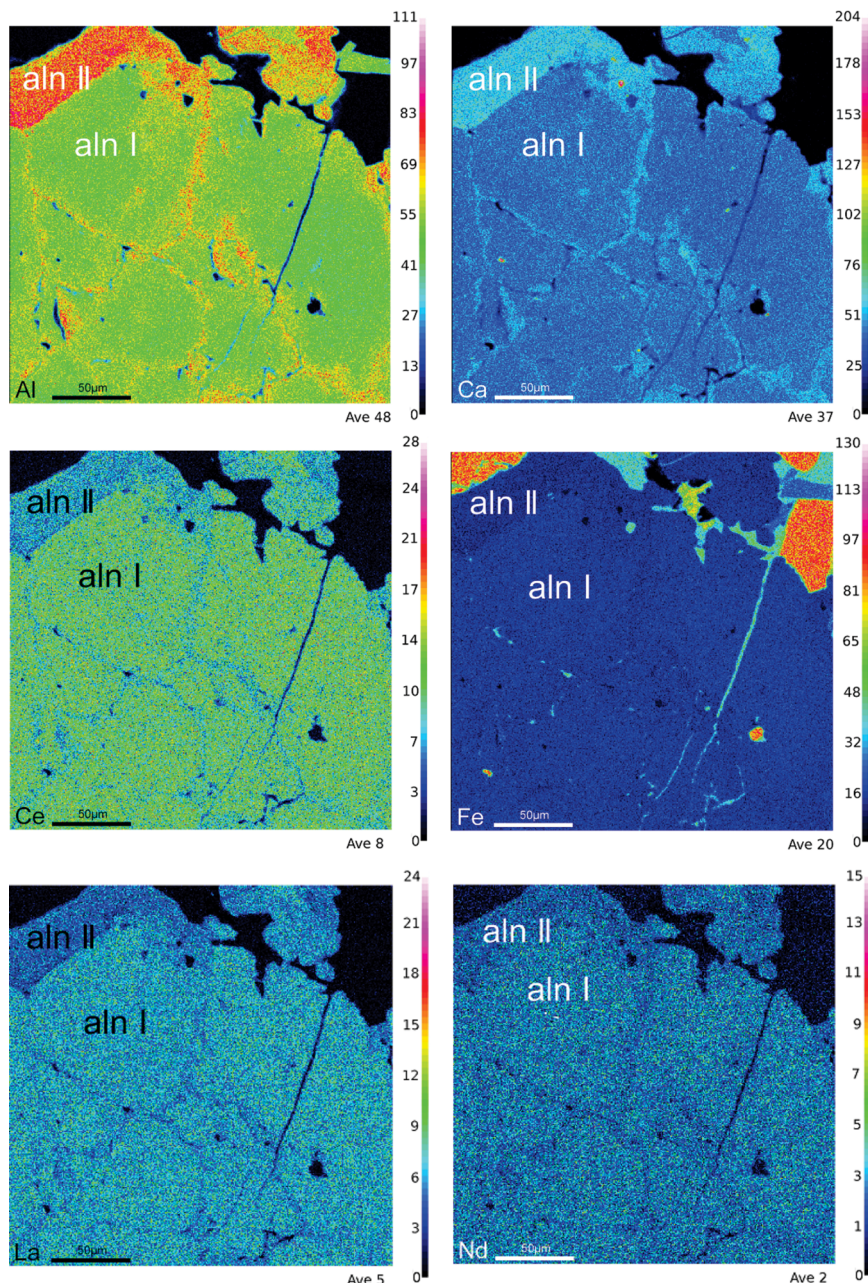 aln II
aln I
Al
50µm
111
97
83
69
55
41
27
13
0
Ave 48
aln II
aln I
Ca
50µm
204
178
153
127
102
76
51
25
0
Ave 37
aln II
aln I
Ce
50µm
28
24
21
17
14
10
7
3
0
Ave 8
aln II
aln I
Fe
50µm
130
113
97
81
65
48
32
16
0
Ave 20
aln II
aln I
La
50µm
24
21
18
15
12
9
6
3
0
Ave 5
aln II
aln I
Nd
50µm
15
13
11
9
7
5
3
1
0
Ave 2